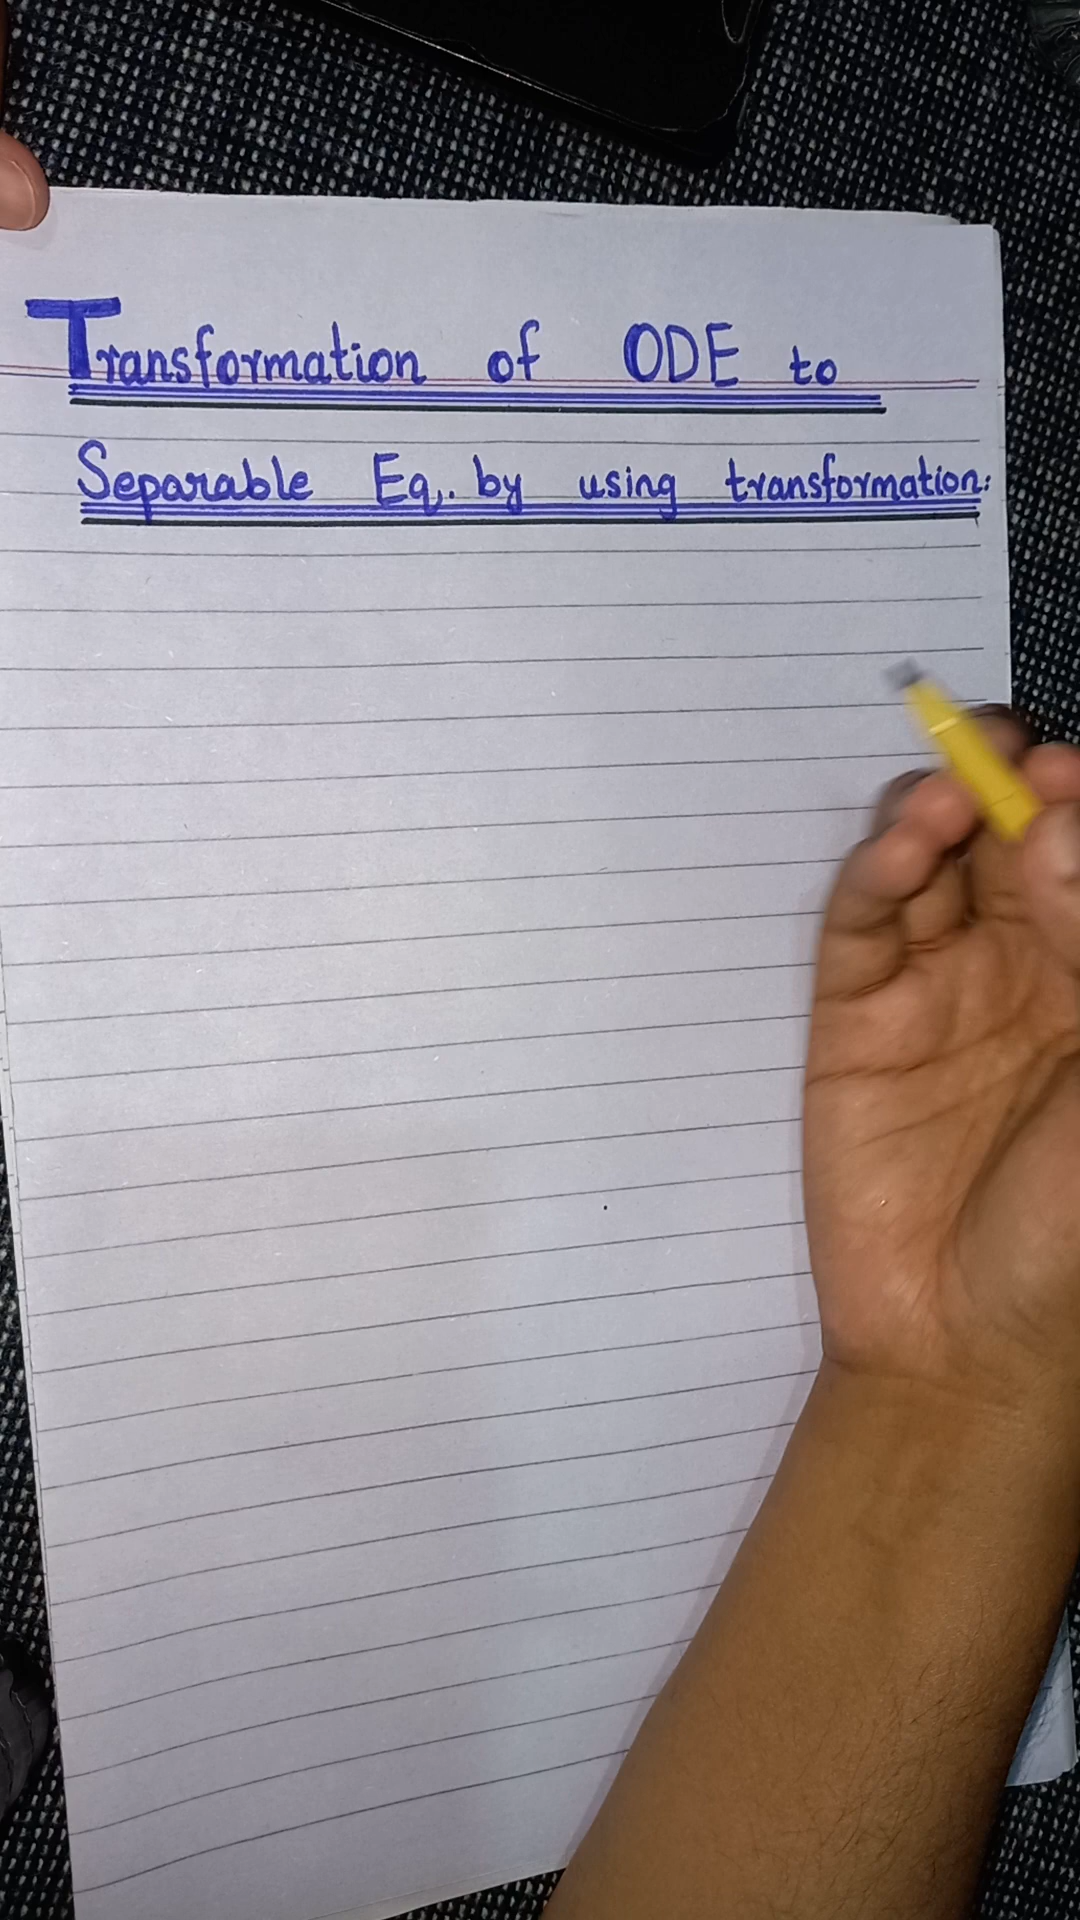 Transformation of ODE to
Separable Eq. by using transformation: